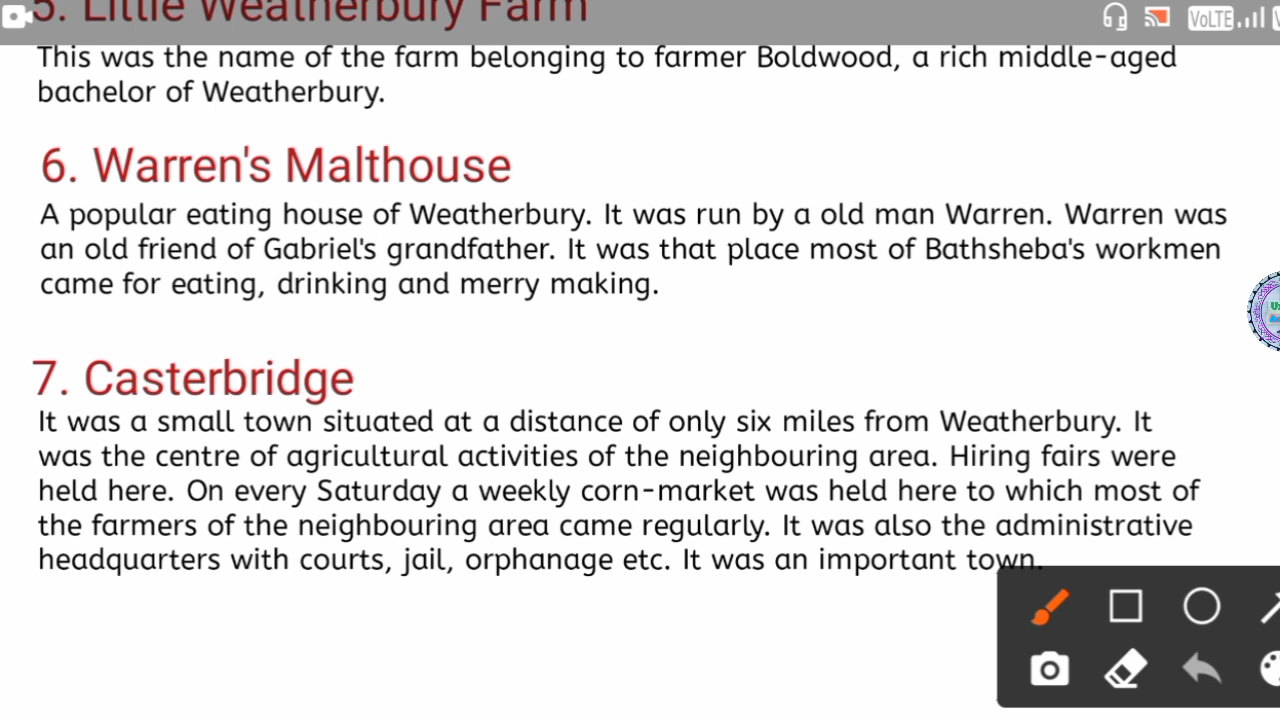 5. Little Weatherbury Farm
VoLTE
This was the name of the farm belonging to farmer Boldwood, a rich middle-aged
bachelor of Weatherbury.
6. Warren's Malthouse
A popular eating house of Weatherbury. It was run by a old man Warren. Warren was
an old friend of Gabriel's grandfather. It was that place most of Bathsheba's workmen
came for eating, drinking and merry making.
7. Casterbridge
It was a small town situated at a distance of only six miles from Weatherbury. It
was the centre of agricultural activities of the neighbouring area. Hiring fairs were
held here. On every Saturday a weekly corn-market was held here to which most of
the farmers of the neighbouring area came regularly. It was also the administrative
headquarters with courts, jail, orphanage etc. It was an important town.